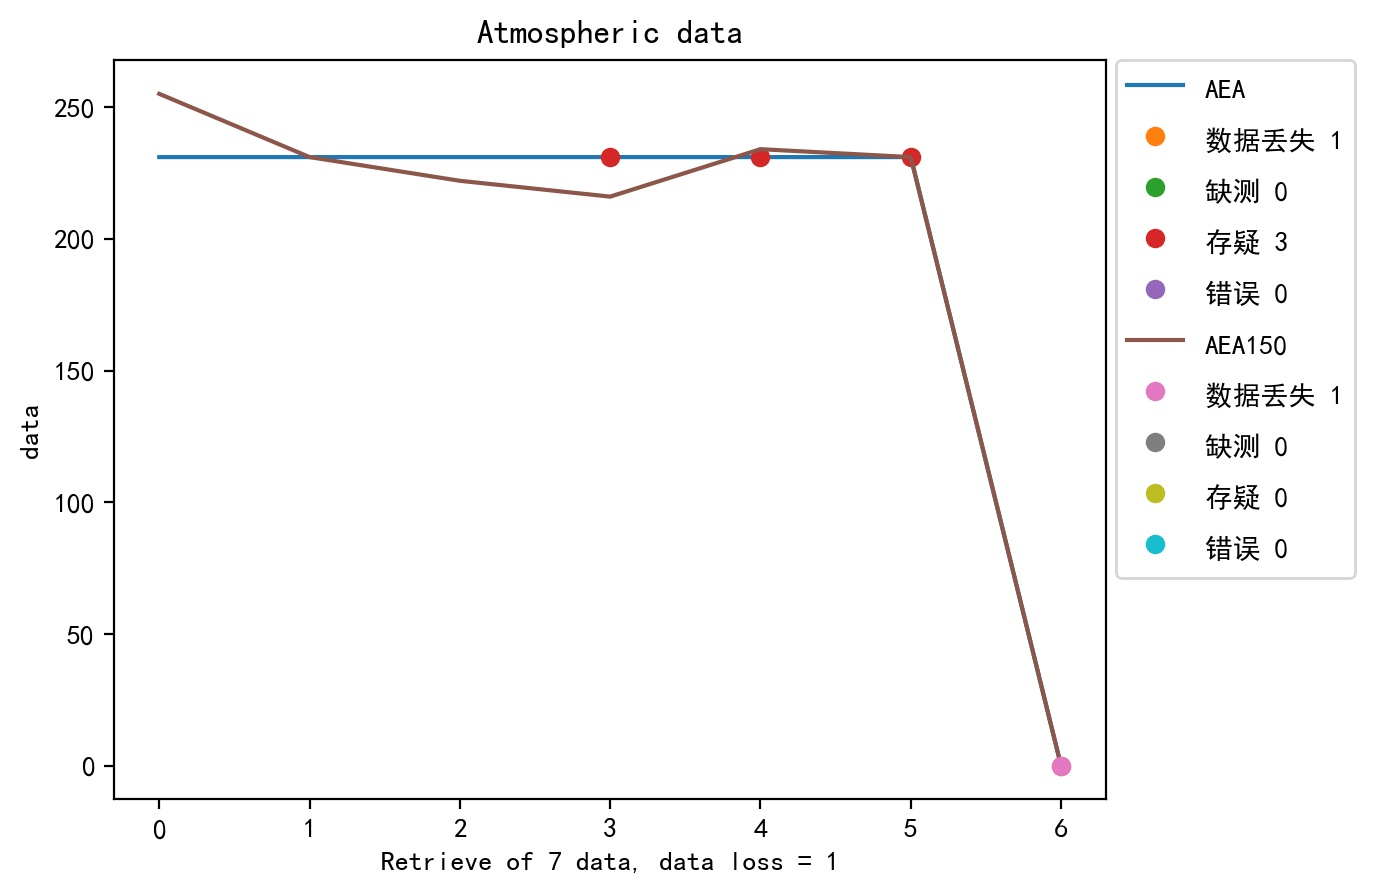 Atmospheric data
250
200
150
100
50
0
data
0 1 2 3 4 5 6
Retrieve of 7 data, data loss = 1
AEA
数据丢失 1
缺测 0
存疑 3
错误 0
AEA150
数据丢失 1
缺测 0
存疑 0
错误 0